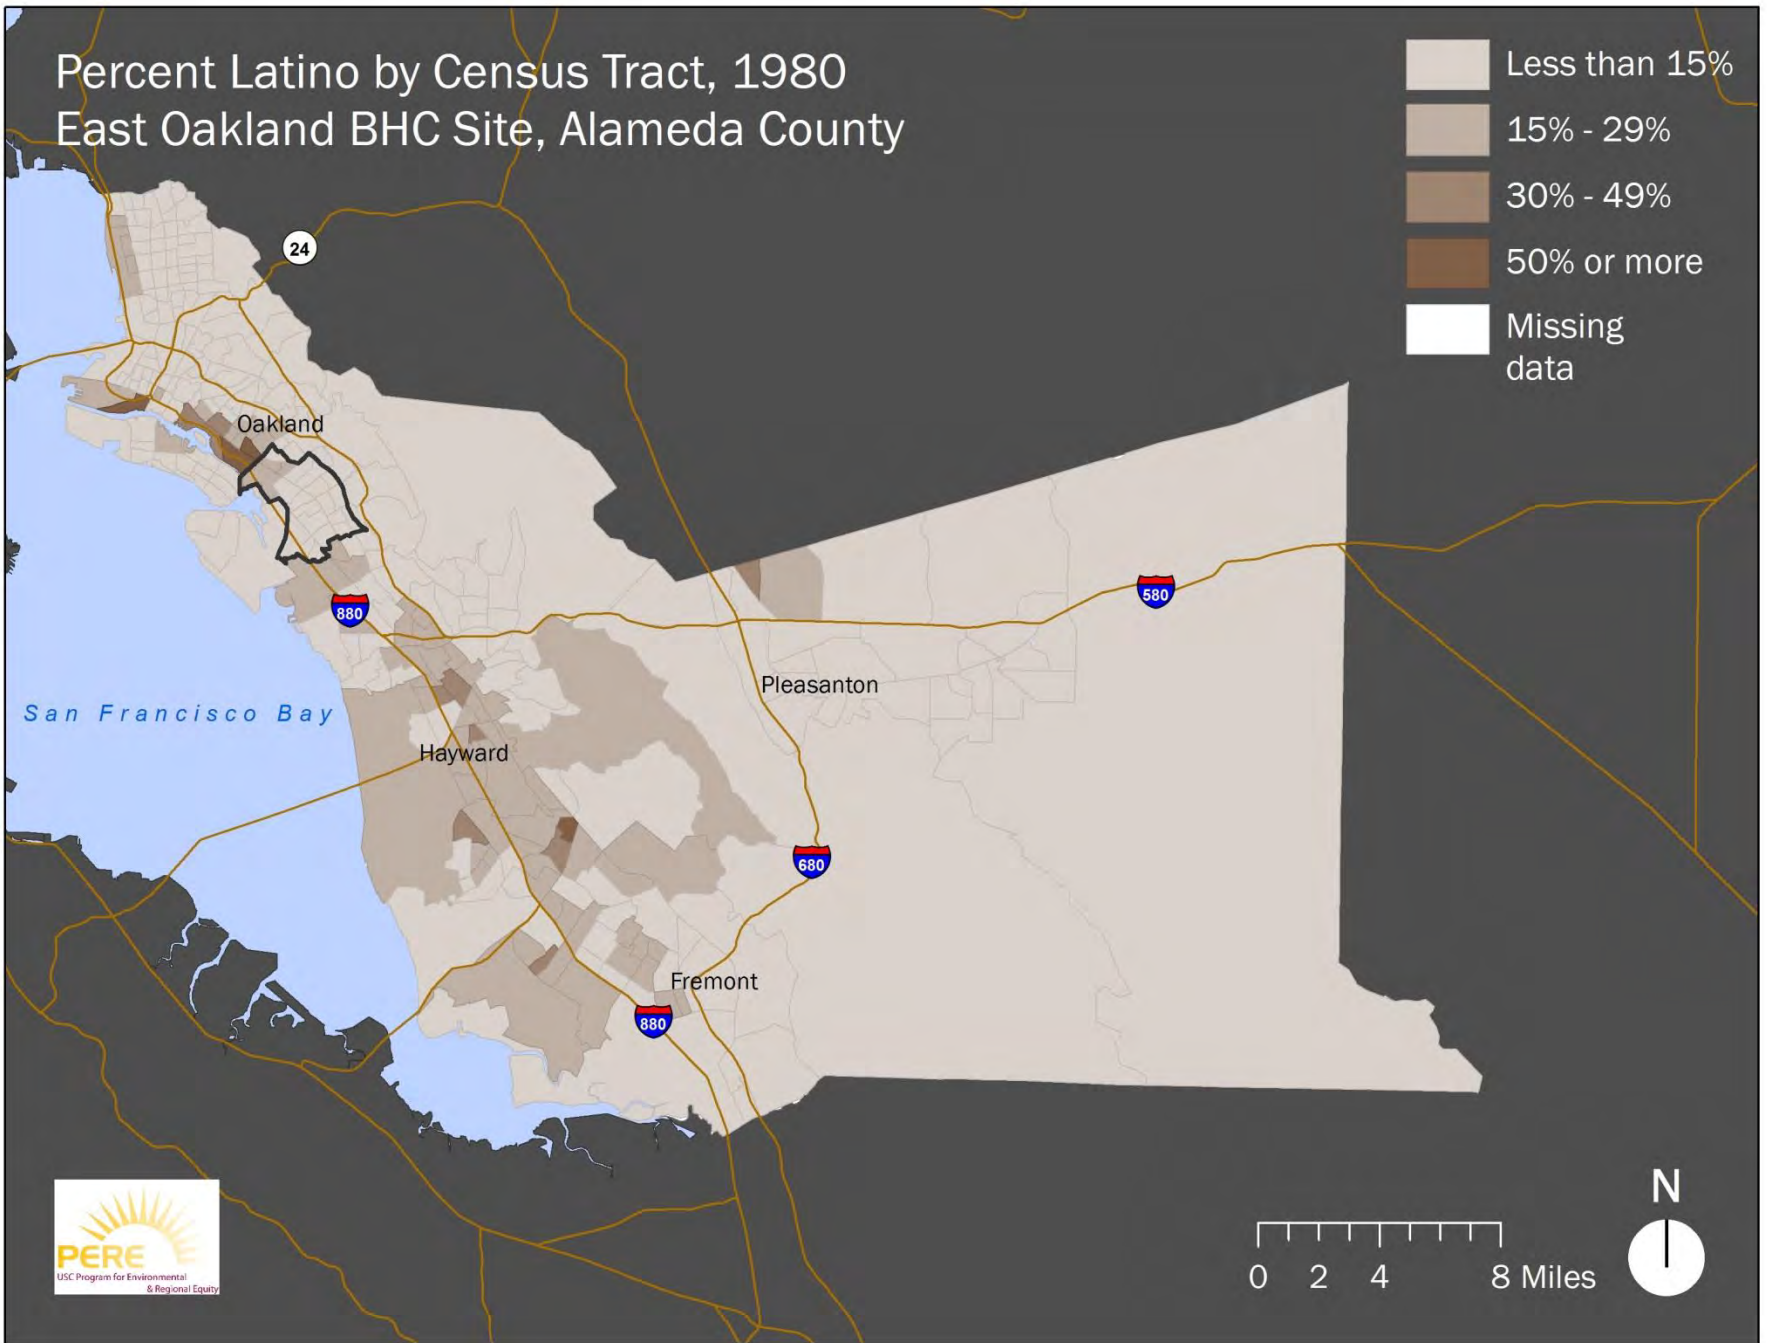 Percent Latino by Census Tract, 1980
East Oakland BHC Site, Alameda County
Less than 15%
15% - 29%
30% - 49%
50% or more
Missing
data
24
Oakland
880
580
Pleasanton
San Francisco Bay
Hayward
680
Fremont
880
PERE
USC Program for Environmental
& Regional Equity
N
0 2 4 8 Miles